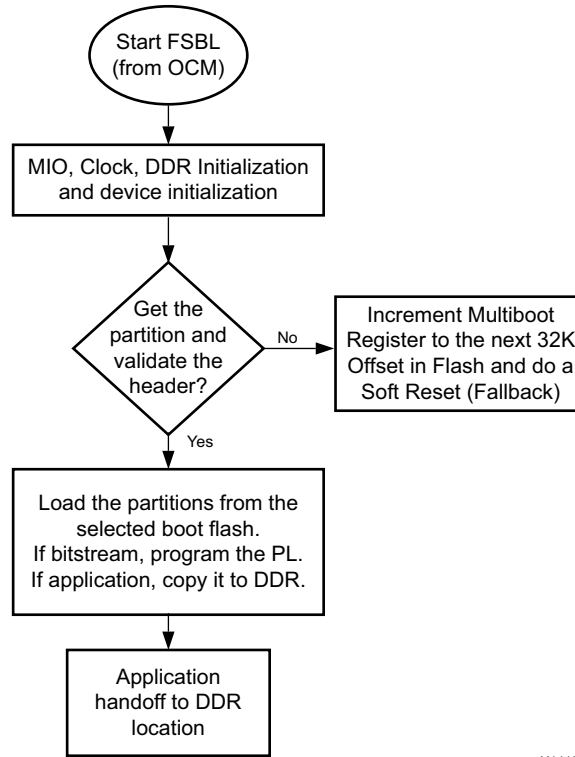 Start FSBL
(from OCM)
MIO, Clock, DDR Initialization
and device initialization
Get the
partition and
validate the
header?
No
Increment Multiboot
Register to the next 32K
Offset in Flash and do a
Soft Reset (Fallback)
Yes
Load the partitions from the
selected boot flash.
If bitstream, program the PL.
If application, copy it to DDR.
Application
handoff to DDR
location